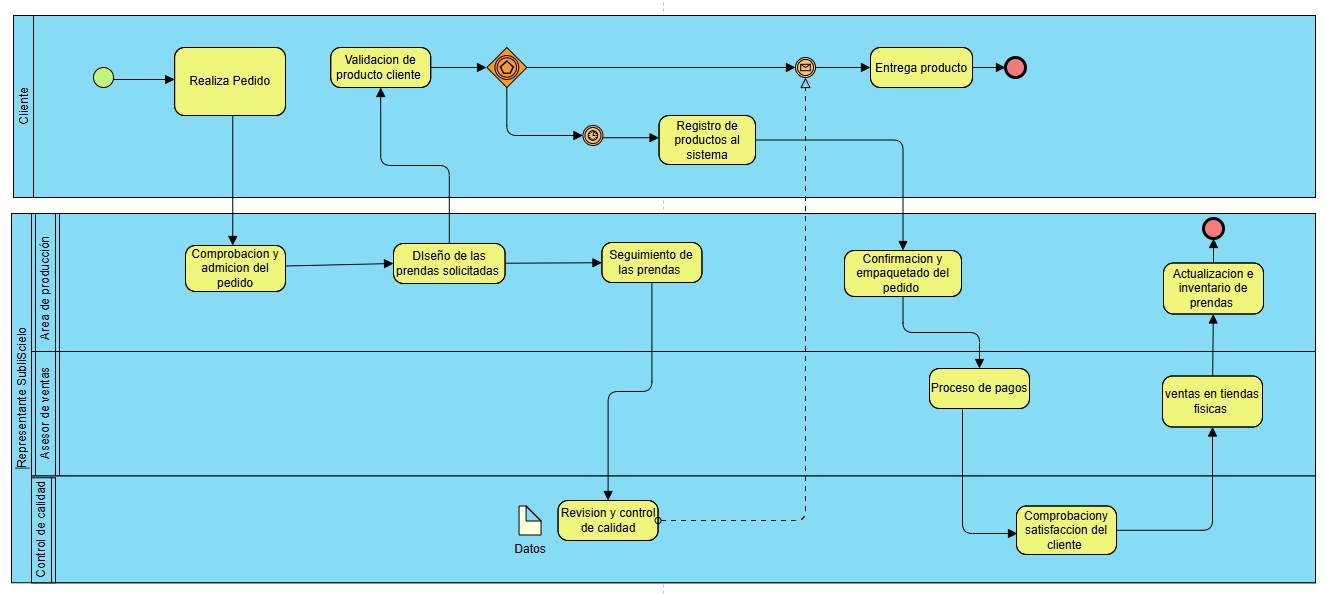 Cliente
Realiza Pedido
Validacion de
producto cliente
Entrega producto
Registro de
productos al
sistema
Representante SubliScielo
Area de producción
Comprobacion y
admicion del
pedido
DIseño de las
prendas solicitadas
Seguimiento de
las prendas
Confirmacion y
empaquetado del
pedido
Actualizacion e
inventario de
prendas
Asesor de ventas
Proceso de pagos
ventas en tiendas
fisicas
Control de calidad
Datos
Revision y control
de calidad
Comprobaciony
satisfaccion del
cliente